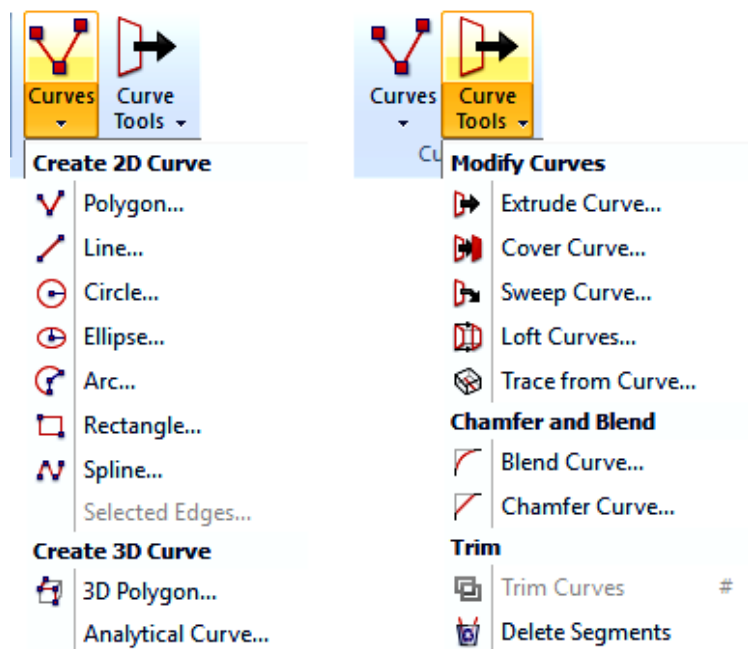 Curves
Curve
Tools
Create 2D Curve
Polygon...
Line...
Circle...
Ellipse...
Arc...
Rectangle...
Spline...
Selected Edges...
Create 3D Curve
3D Polygon...
Analytical Curve...
Curves
Curve
Tools
Cu
Modify Curves
Extrude Curve...
Cover Curve...
Sweep Curve...
Loft Curves...
Trace from Curve...
Chamfer and Blend
Blend Curve...
Chamfer Curve...
Trim
Trim Curves #
Delete Segments